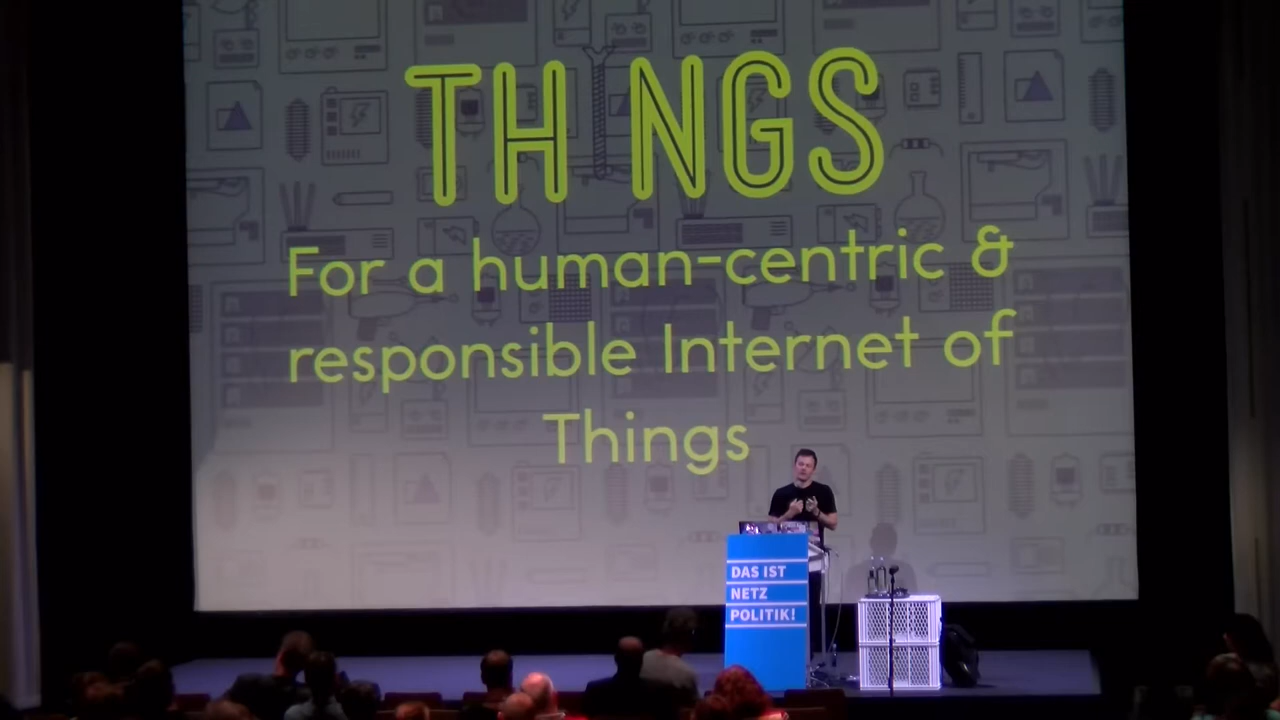 TH NGS
For a human-centric &
responsible Internet of
Things
DAS IST
NETZ
POLITIK!